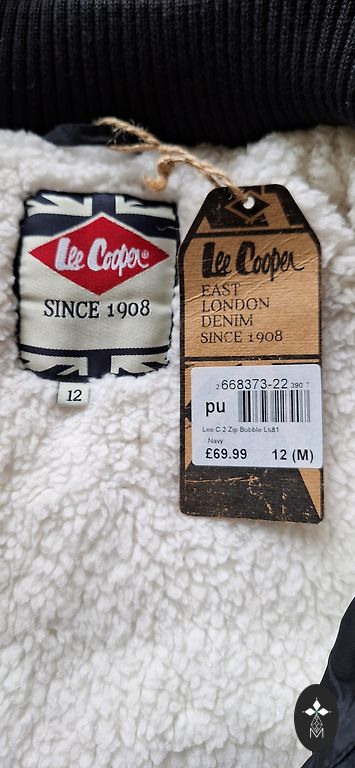 Lee Cooper®
SINCE 1908
12
Lee Cooper
EAST
LONDON
DENIM
SINCE 1908
2 668373-22 390 7
pu
Lee C 2 Zip Bubble Ls81
Navy
£69.99 12 (M)
M